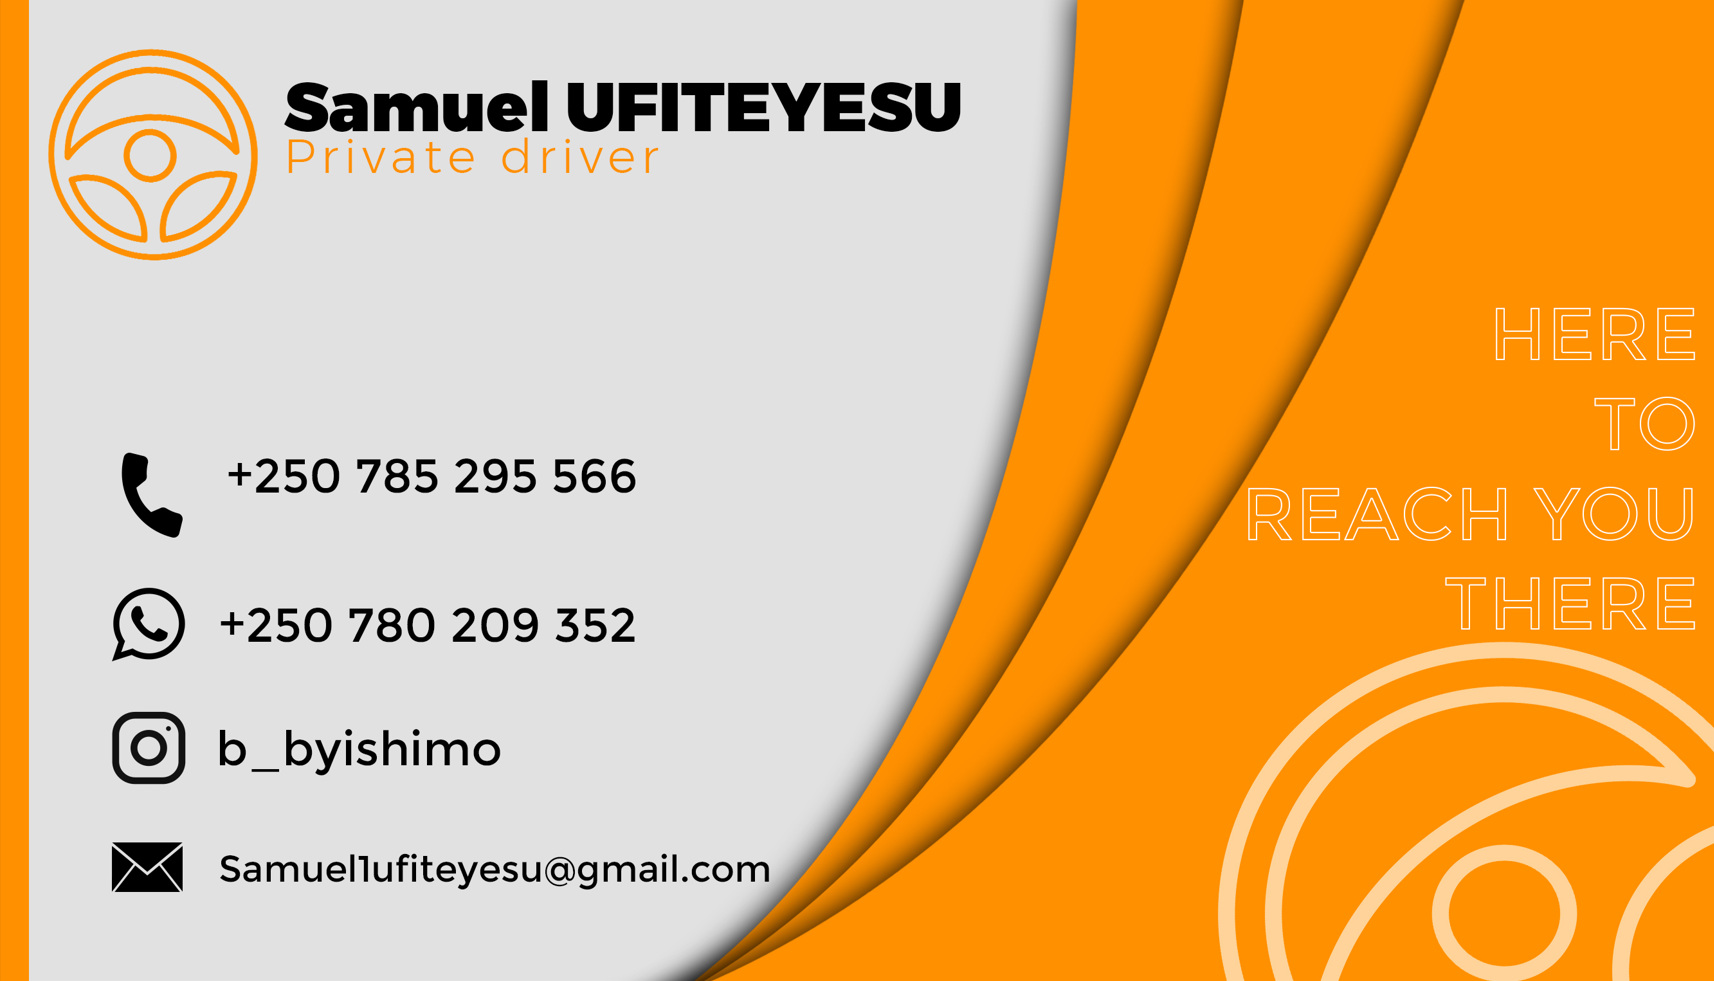 Samuel UFITEYESU
Private driver
+250 785 295 566
+250 780 209 352
b_byishimo
Samuel1ufiteyesu@gmail.com
HERE
TO
REACH YOU
THERE